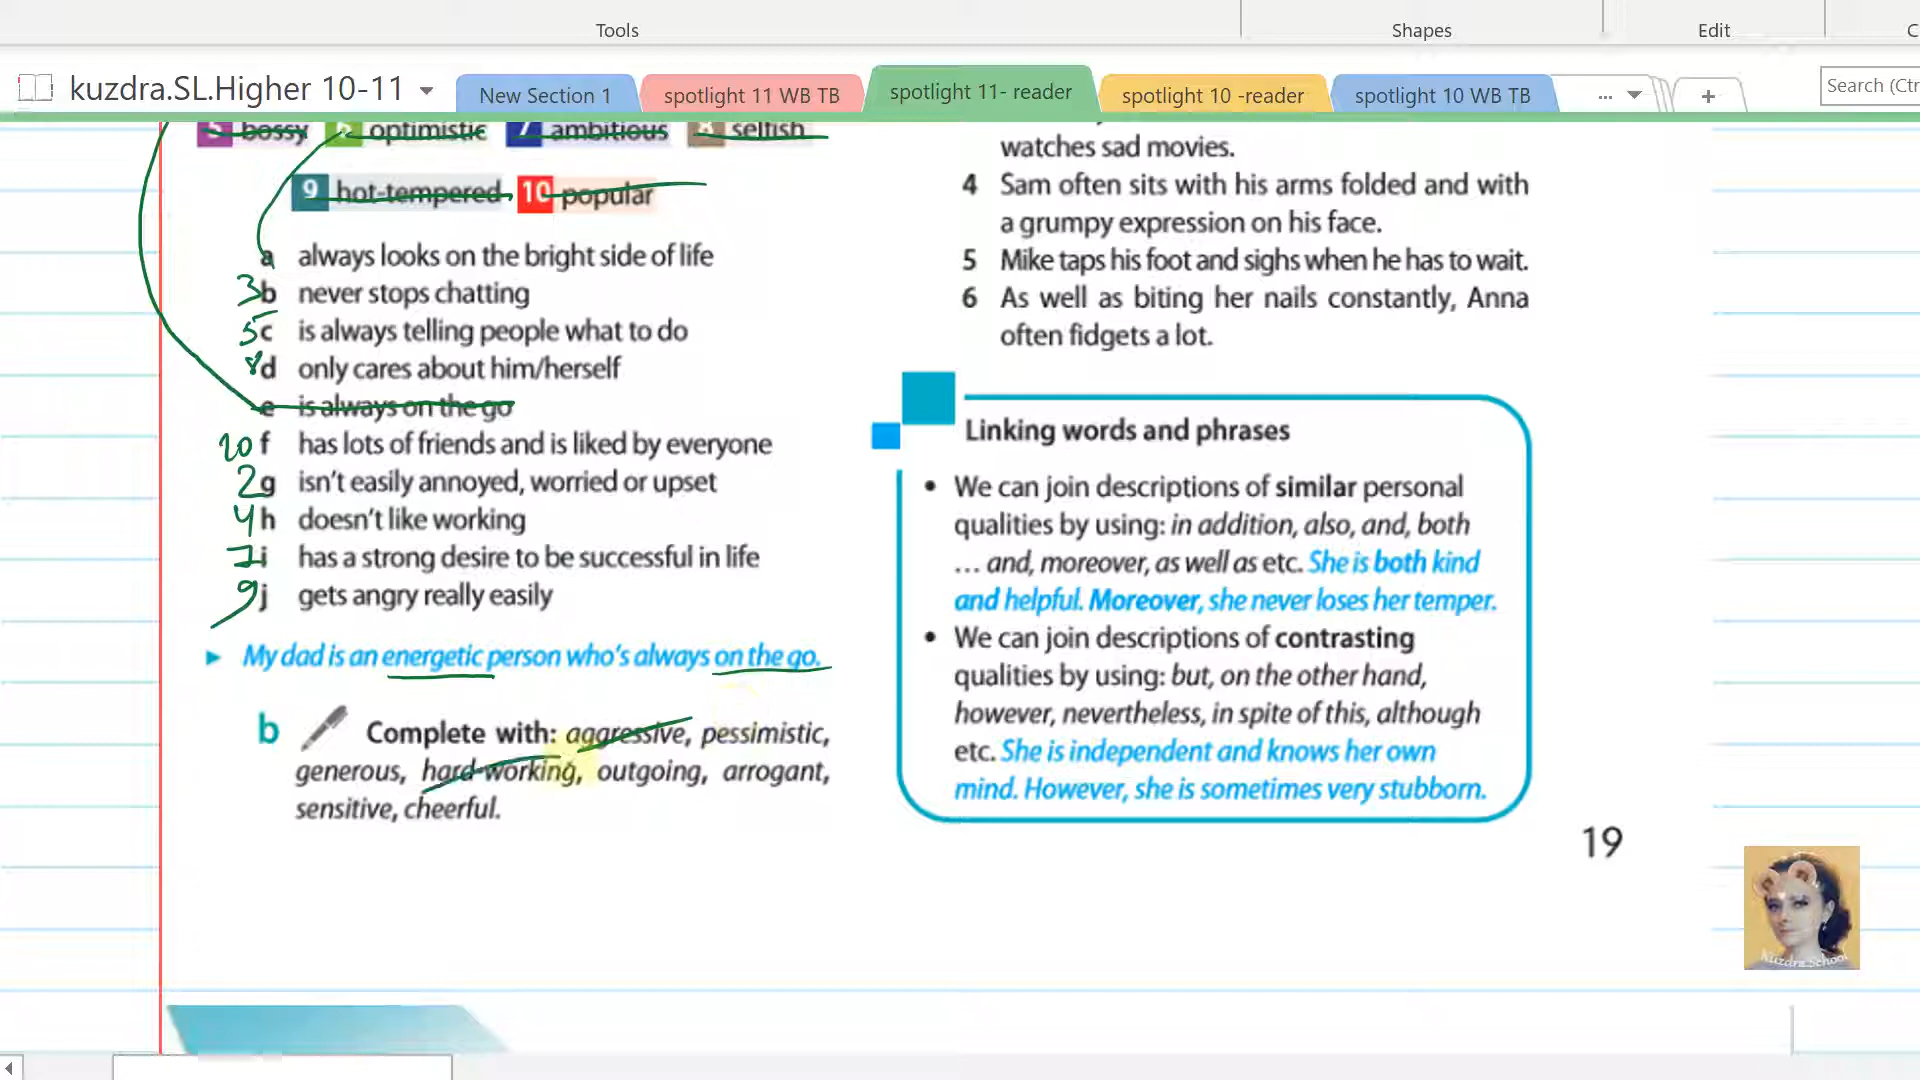 Tools
Shapes
Edit
kuzdra.SL.Higher 10-11
New Section 1
spotlight 11 WB TB
spotlight 11- reader
spotlight 10 -reader
spotlight 10 WB TB
...
+
Search (Ctr
5 bossy 6 optimistic 7 ambitious 8 selfish
9 hot-tempered 10 popular
a always looks on the bright side of life
3 b never stops chatting
5 c is always telling people what to do
8 d only cares about him/herself
e is always on the go
10 f has lots of friends and is liked by everyone
2 g isn't easily annoyed, worried or upset
4 h doesn't like working
7 i has a strong desire to be successful in life
9 j gets angry really easily
My dad is an energetic person who's always on the go.
b Complete with: aggressive, pessimistic,
generous, hard-working, outgoing, arrogant,
sensitive, cheerful.
watches sad movies.
4 Sam often sits with his arms folded and with
a grumpy expression on his face.
5 Mike taps his foot and sighs when he has to wait.
6 As well as biting her nails constantly, Anna
often fidgets a lot.
Linking words and phrases
• We can join descriptions of similar personal
qualities by using: in addition, also, and, both
... and, moreover, as well as etc. She is both kind
and helpful. Moreover, she never loses her temper.
• We can join descriptions of contrasting
qualities by using: but, on the other hand,
however, nevertheless, in spite of this, although
etc. She is independent and knows her own
mind. However, she is sometimes very stubborn.
19
Kuzdra.School